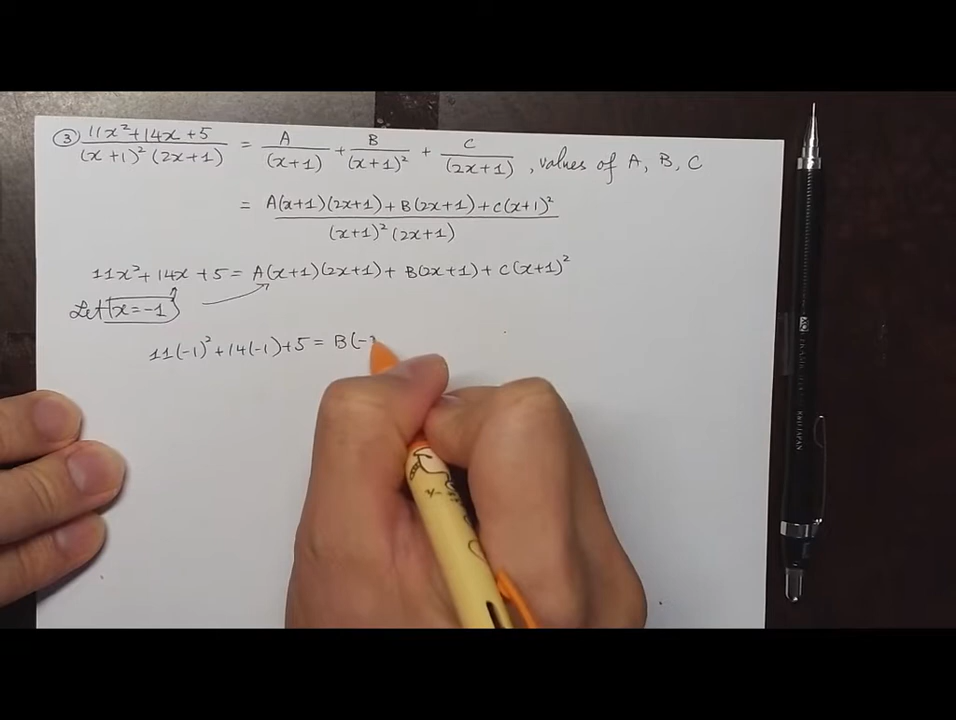 ③ 11x²+14x+5 / (x+1)²(2x+1) = A/(x+1) + B/(x+1)² + C/(2x+1) , values of A, B, C
= A(x+1)(2x+1)+B(2x+1)+C(x+1)² / (x+1)²(2x+1)
11x²+14x+5 = A(x+1)(2x+1)+B(2x+1)+C(x+1)²
Let x=-1
11(-1)²+14(-1)+5 = B(-